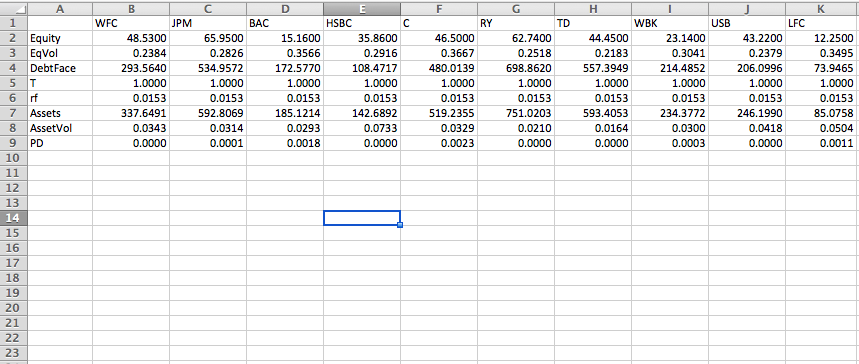 A B C D E F G H I J K
1 WFC JPM BAC HSBC C RY TD WBK USB LFC
2 Equity 48.5300 65.9500 15.1600 35.8600 46.5000 62.7400 44.4500 23.1400 43.2200 12.2500
3 EqVol 0.2384 0.2826 0.3566 0.2916 0.3667 0.2518 0.2183 0.3041 0.2379 0.3495
4 DebtFace 293.5640 534.9572 172.5770 108.4717 480.0139 698.8620 557.3949 214.4852 206.0996 73.9465
5 T 1.0000 1.0000 1.0000 1.0000 1.0000 1.0000 1.0000 1.0000 1.0000 1.0000
6 rf 0.0153 0.0153 0.0153 0.0153 0.0153 0.0153 0.0153 0.0153 0.0153 0.0153
7 Assets 337.6491 592.8069 185.1214 142.6892 519.2355 751.0203 593.4053 234.3772 246.1990 85.0758
8 AssetVol 0.0343 0.0314 0.0293 0.0733 0.0329 0.0210 0.0164 0.0300 0.0418 0.0504
9 PD 0.0000 0.0001 0.0018 0.0000 0.0023 0.0000 0.0000 0.0003 0.0000 0.0011
10
11
12
13
14
15
16
17
18
19
20
21
22
23